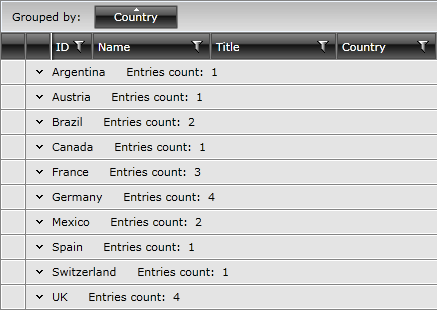 Grouped by: Country
ID Name Title Country
Argentina Entries count: 1
Austria Entries count: 1
Brazil Entries count: 2
Canada Entries count: 1
France Entries count: 3
Germany Entries count: 4
Mexico Entries count: 2
Spain Entries count: 1
Switzerland Entries count: 1
UK Entries count: 4